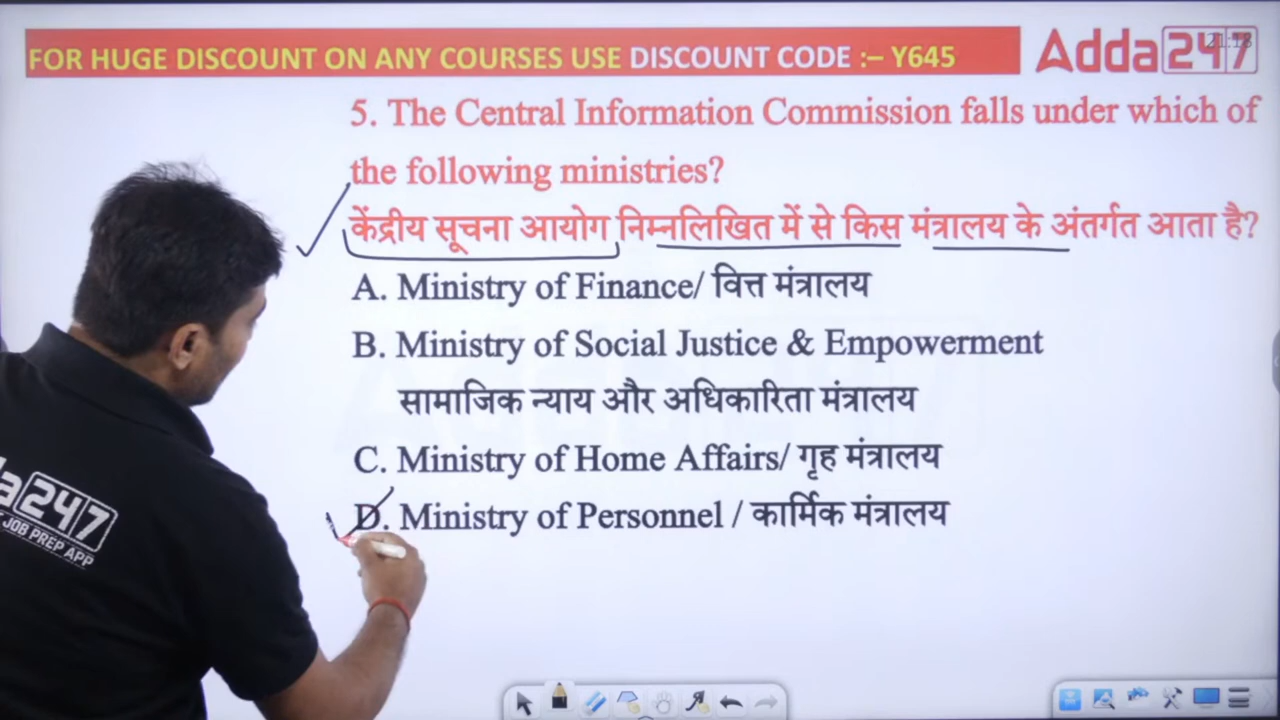 FOR HUGE DISCOUNT ON ANY COURSES USE DISCOUNT CODE :– Y645
Adda247
5. The Central Information Commission falls under which of
the following ministries?
केंद्रीय सूचना आयोग निम्नलिखित में से किस मंत्रालय के अंतर्गत आता है?
A. Ministry of Finance/ वित्त मंत्रालय
B. Ministry of Social Justice & Empowerment
सामाजिक न्याय और अधिकारिता मंत्रालय
C. Ministry of Home Affairs/ गृह मंत्रालय
D. Ministry of Personnel / कार्मिक मंत्रालय
a247
JOB PREP APP